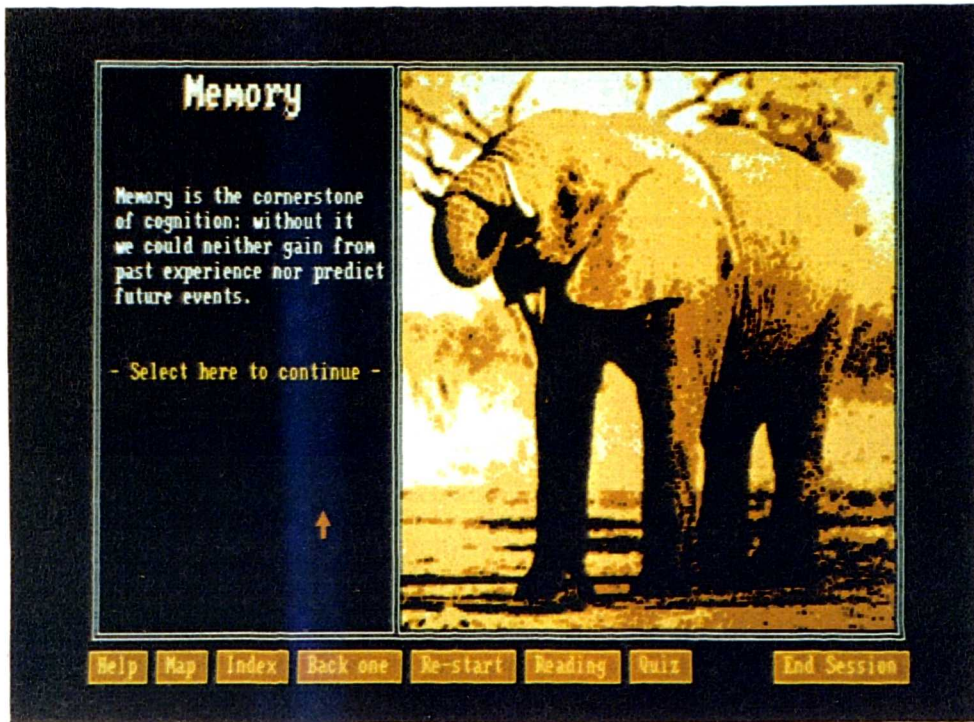 Memory
Memory is the cornerstone
of cognition: without it
we could neither gain from
past experience nor predict
future events.
- Select here to continue -
Help Map Index Back one Re-start Reading Quiz End Session